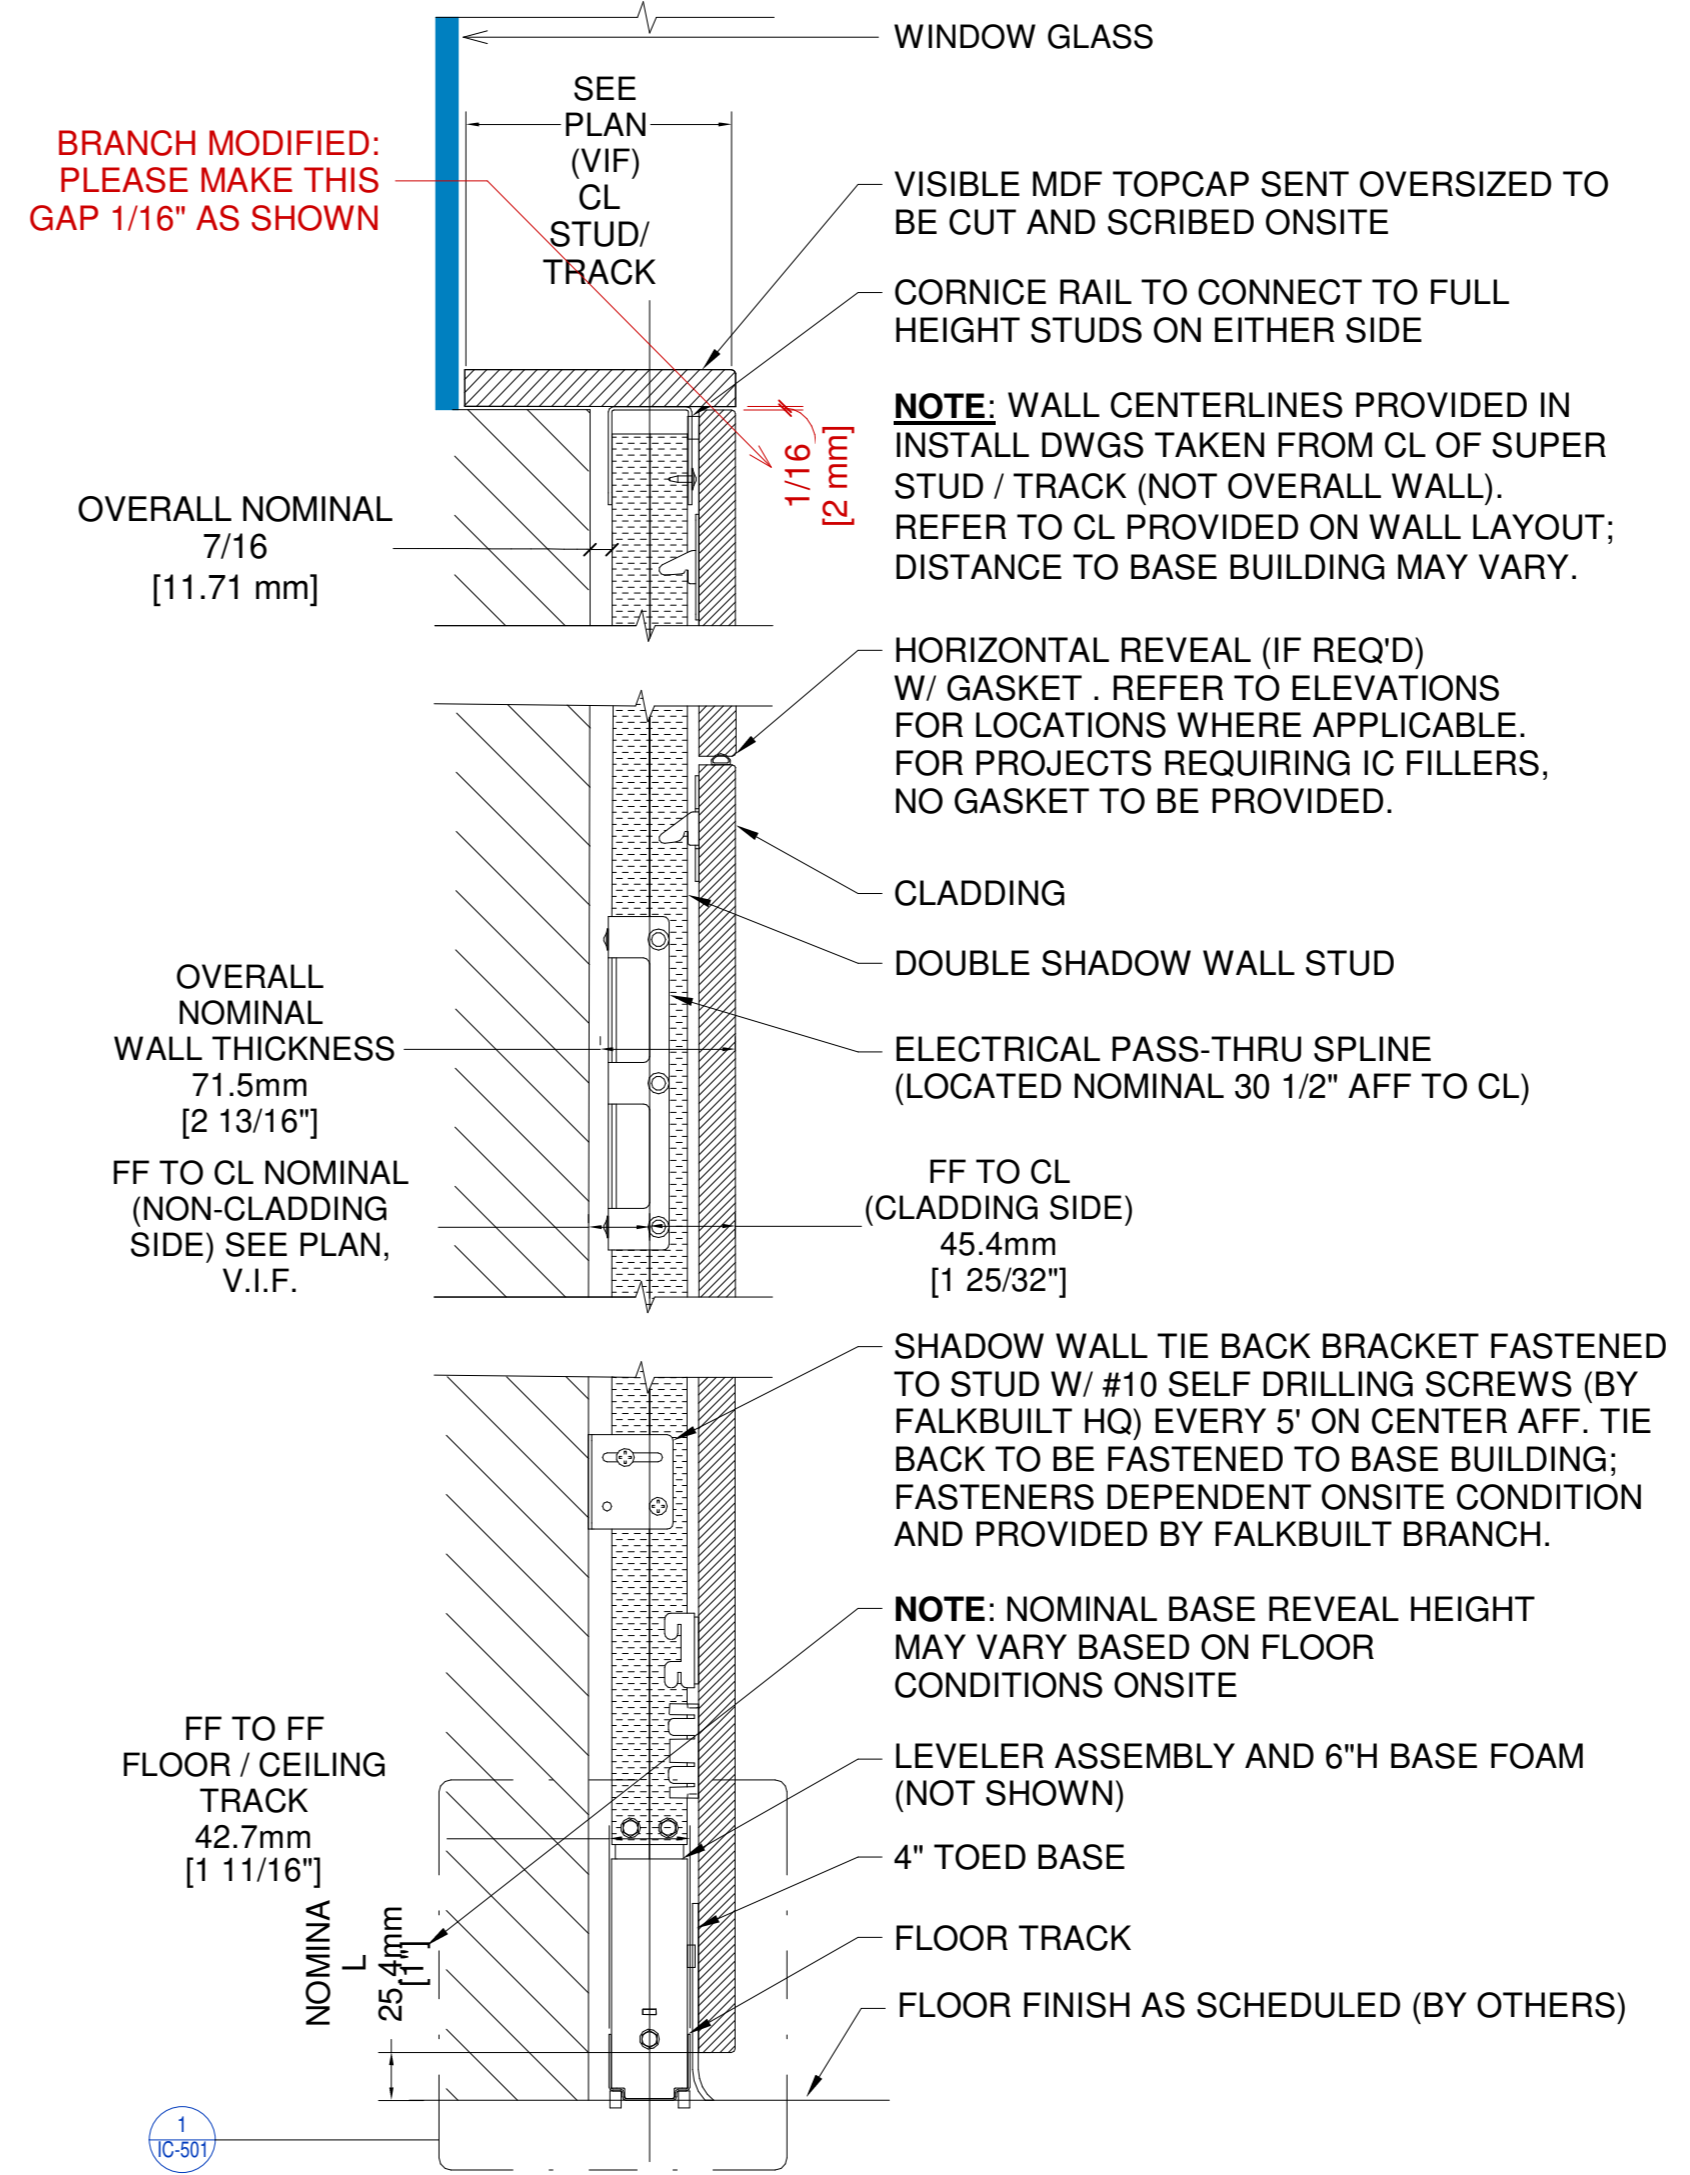 WINDOW GLASS
SEE
PLAN
(VIF)
CL
STUD/
TRACK
BRANCH MODIFIED:
PLEASE MAKE THIS
GAP 1/16" AS SHOWN
VISIBLE MDF TOPCAP SENT OVERSIZED TO
BE CUT AND SCRIBED ONSITE
CORNICE RAIL TO CONNECT TO FULL
HEIGHT STUDS ON EITHER SIDE
1/16
[2 mm]
NOTE: WALL CENTERLINES PROVIDED IN
INSTALL DWGS TAKEN FROM CL OF SUPER
STUD / TRACK (NOT OVERALL WALL).
REFER TO CL PROVIDED ON WALL LAYOUT;
DISTANCE TO BASE BUILDING MAY VARY.
OVERALL NOMINAL
7/16
[11.71 mm]
HORIZONTAL REVEAL (IF REQ'D)
W/ GASKET . REFER TO ELEVATIONS
FOR LOCATIONS WHERE APPLICABLE.
FOR PROJECTS REQUIRING IC FILLERS,
NO GASKET TO BE PROVIDED.
CLADDING
DOUBLE SHADOW WALL STUD
OVERALL
NOMINAL
WALL THICKNESS
71.5mm
[2 13/16"]
ELECTRICAL PASS-THRU SPLINE
(LOCATED NOMINAL 30 1/2" AFF TO CL)
FF TO CL NOMINAL
(NON-CLADDING
SIDE) SEE PLAN,
V.I.F.
FF TO CL
(CLADDING SIDE)
45.4mm
[1 25/32"]
SHADOW WALL TIE BACK BRACKET FASTENED
TO STUD W/ #10 SELF DRILLING SCREWS (BY
FALKBUILT HQ) EVERY 5' ON CENTER AFF. TIE
BACK TO BE FASTENED TO BASE BUILDING;
FASTENERS DEPENDENT ONSITE CONDITION
AND PROVIDED BY FALKBUILT BRANCH.
NOTE: NOMINAL BASE REVEAL HEIGHT
MAY VARY BASED ON FLOOR
CONDITIONS ONSITE
FF TO FF
FLOOR / CEILING
TRACK
42.7mm
[1 11/16"]
LEVELER ASSEMBLY AND 6"H BASE FOAM
(NOT SHOWN)
4" TOED BASE
NOMINA
L
25.4mm
[1"]
FLOOR TRACK
FLOOR FINISH AS SCHEDULED (BY OTHERS)
1
IC-501